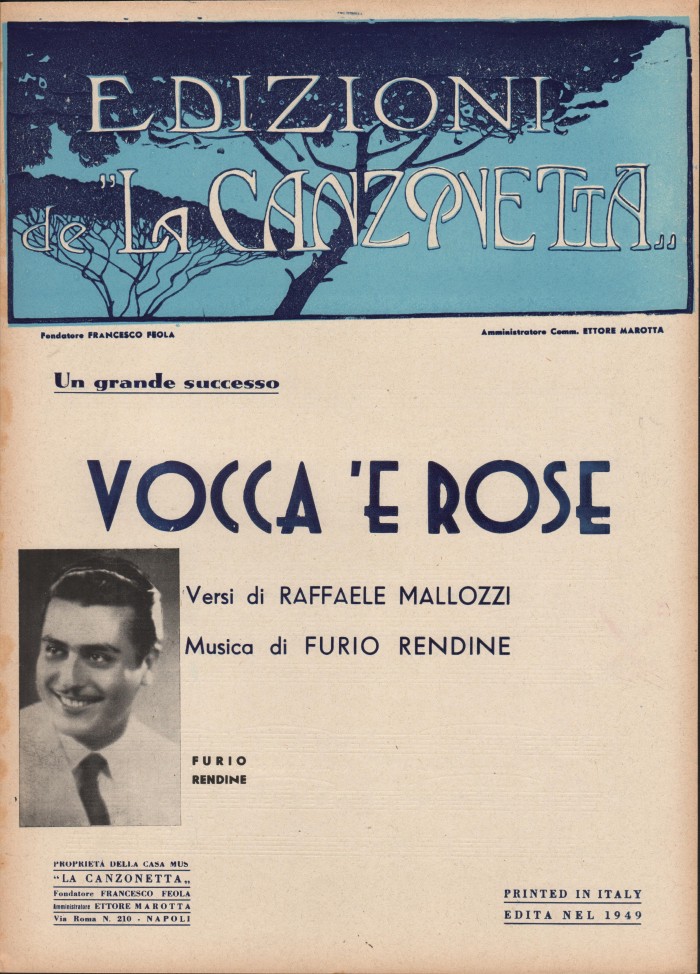 EDIZIONI
de "LA CANZONETTA„
Fondatore FRANCESCO FEOLA
Amministratore Comm. ETTORE MAROTTA
Un grande successo
VOCCA 'E ROSE
Versi di RAFFAELE MALLOZZI
Musica di FURIO RENDINE
FURIO
RENDINE
PROPRIETÀ DELLA CASA MUS
"LA CANZONETTA„
Fondatore FRANCESCO FEOLA
Amministratore ETTORE MAROTTA
Via Roma N. 210 - NAPOLI
PRINTED IN ITALY
EDITA NEL 1949